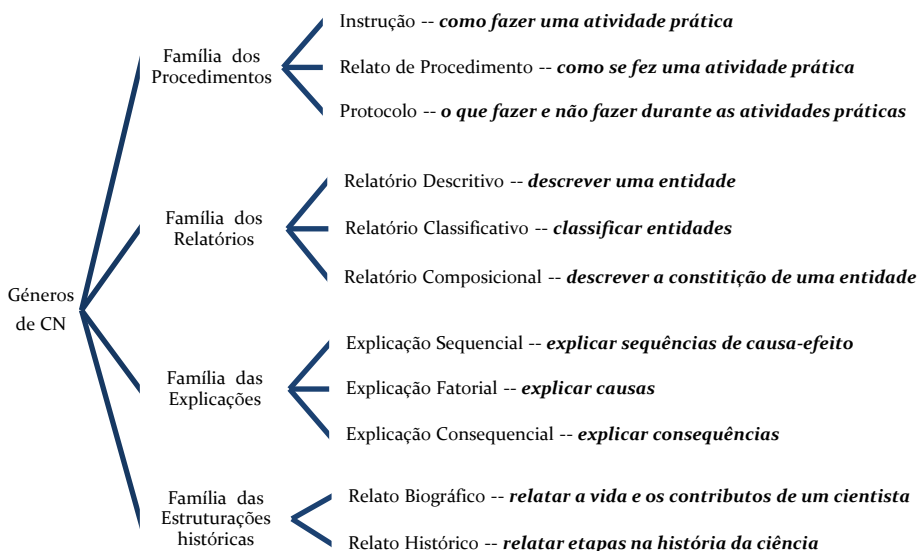 Géneros
de CN
Família dos
Procedimentos
Instrução -- como fazer uma atividade prática
Relato de Procedimento -- como se fez uma atividade prática
Protocolo -- o que fazer e não fazer durante as atividades práticas
Família dos
Relatórios
Relatório Descritivo -- descrever uma entidade
Relatório Classificativo -- classificar entidades
Relatório Composicional -- descrever a constitição de uma entidade
Família das
Explicações
Explicação Sequencial -- explicar sequências de causa-efeito
Explicação Fatorial -- explicar causas
Explicação Consequencial -- explicar consequências
Família das
Estruturações
históricas
Relato Biográfico -- relatar a vida e os contributos de um cientista
Relato Histórico -- relatar etapas na história da ciência